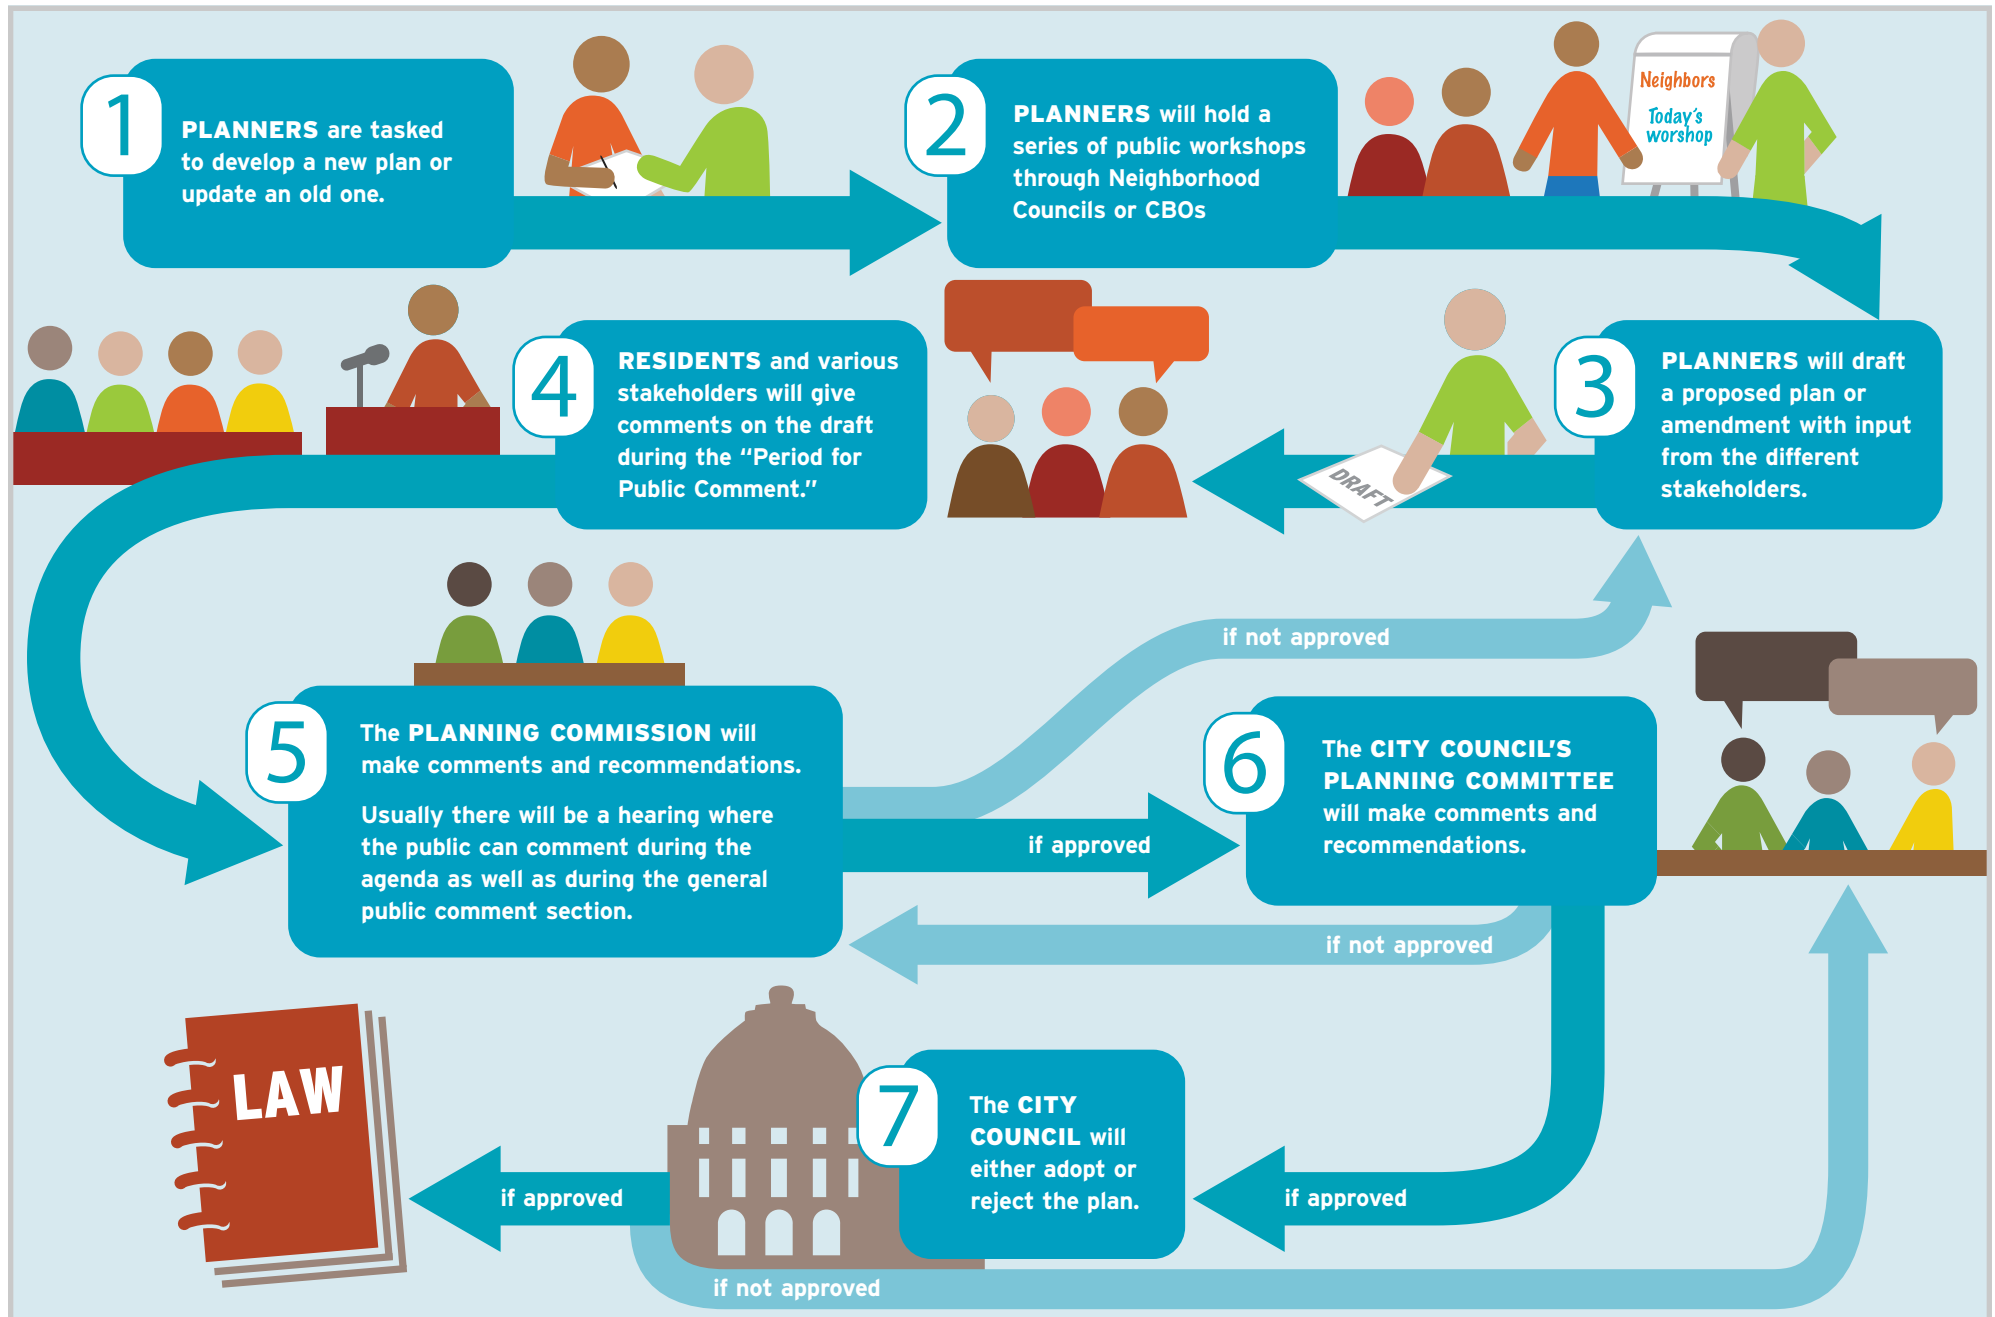 1
PLANNERS are tasked
to develop a new plan or
update an old one.
2
PLANNERS will hold a
series of public workshops
through Neighborhood
Councils or CBOs
Neighbors
Today's
worshop
3
PLANNERS will draft
a proposed plan or
amendment with input
from the different
stakeholders.
DRAFT
4
RESIDENTS and various
stakeholders will give
comments on the draft
during the “Period for
Public Comment.”
5
The PLANNING COMMISSION will
make comments and recommendations.
Usually there will be a hearing where
the public can comment during the
agenda as well as during the general
public comment section.
if not approved
if approved
6
The CITY COUNCIL'S
PLANNING COMMITTEE
will make comments and
recommendations.
if not approved
if approved
7
The CITY
COUNCIL will
either adopt or
reject the plan.
if approved
if not approved
LAW